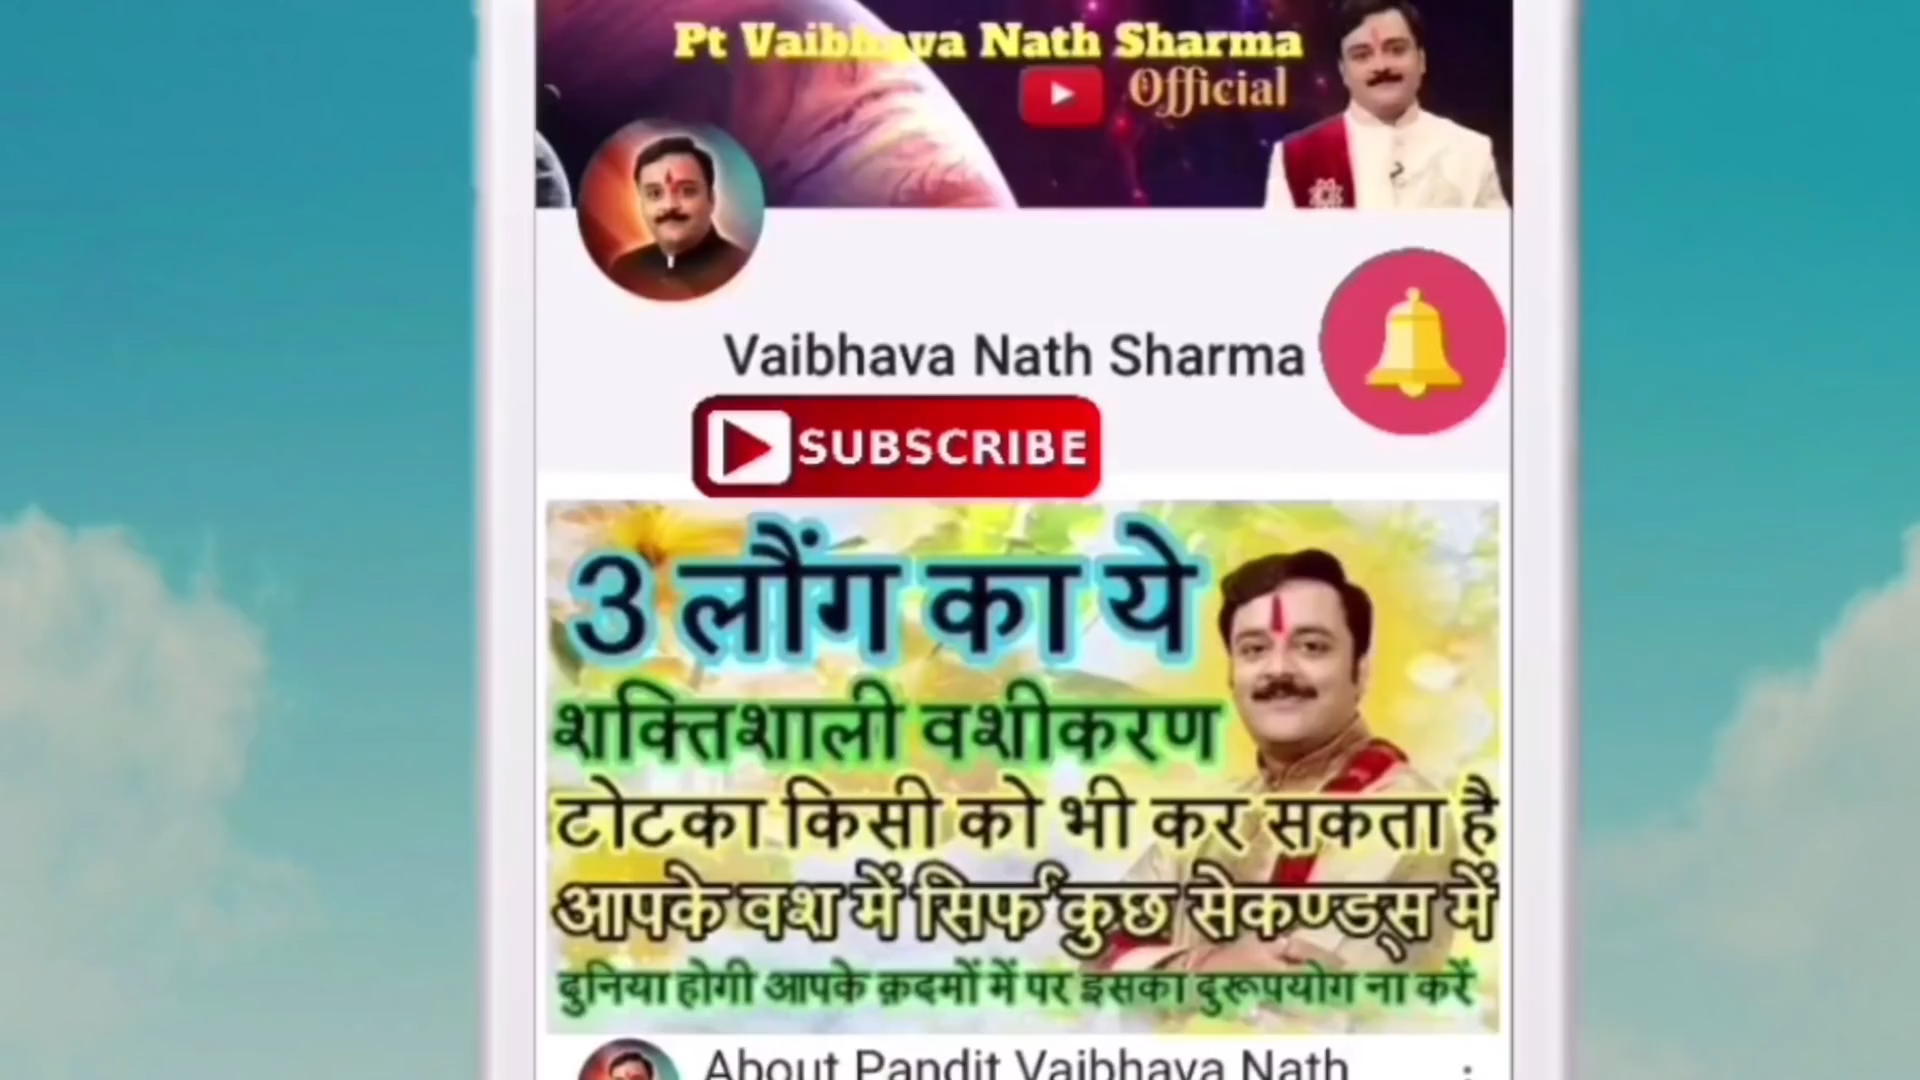 Pt Vaibhava Nath Sharma
Official
Vaibhava Nath Sharma
SUBSCRIBE
3 लौंग का ये
शक्तिशाली वशीकरण
टोटका किसी को भी कर सकता है
आपके वश में सिर्फ कुछ सेकण्ड्स में
दुनिया होगी आपके क़दमों में पर इसका दुरूपयोग ना करें
About Pandit Vaibhava Nath